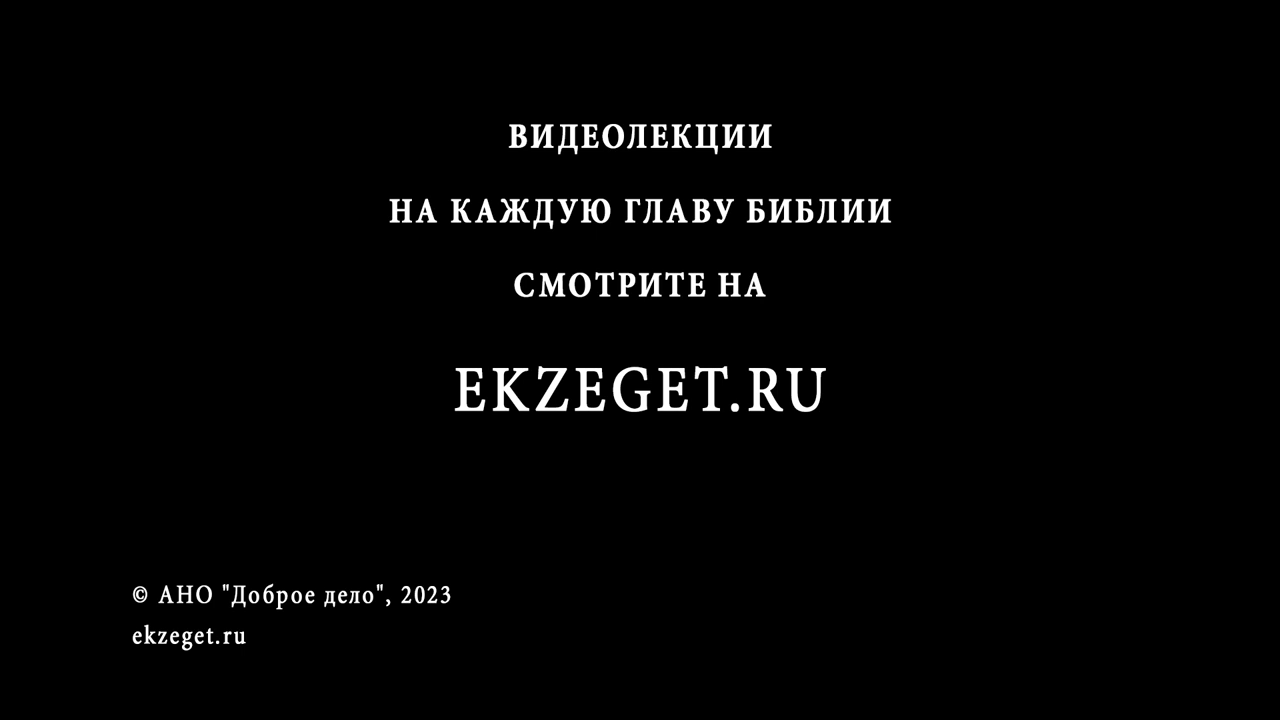 ВИДЕОЛЕКЦИИ
НА КАЖДУЮ ГЛАВУ БИБЛИИ
СМОТРИТЕ НА
EKZEGET.RU
© АНО "Доброе дело", 2023
ekzeget.ru